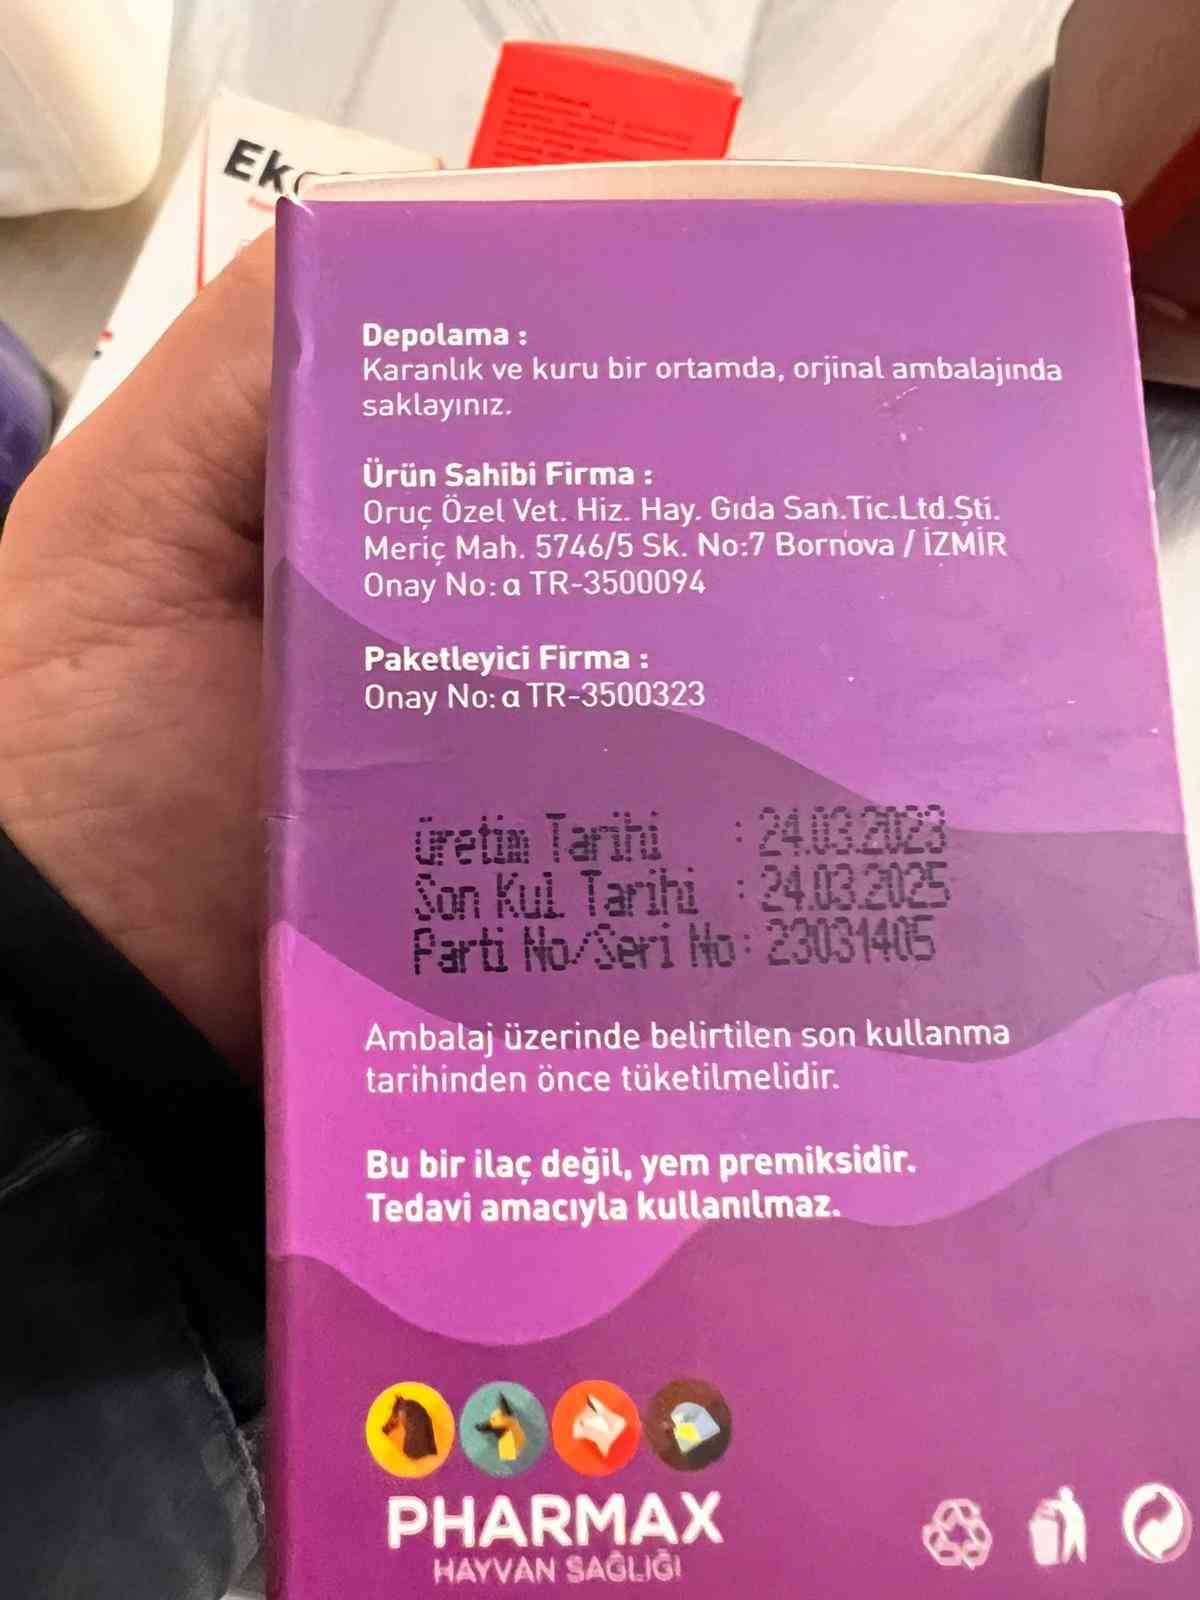 Ek
Depolama :
Karanlık ve kuru bir ortamda, orjinal ambalajında
saklayınız.
Ürün Sahibi Firma :
Oruç Özel Vet. Hiz. Hay. Gıda San.Tic.Ltd.Şti.
Meriç Mah. 5746/5 Sk. No:7 Bornova / İZMİR
Onay No: α TR-3500094
Paketleyici Firma :
Onay No: α TR-3500323
Üretim Tarihi : 24.03.2023
Son Kul. Tarihi : 24.03.2025
Parti No/Seri No: 23031405
Ambalaj üzerinde belirtilen son kullanma
tarihinden önce tüketilmelidir.
Bu bir ilaç değil, yem premiksidir.
Tedavi amacıyla kullanılmaz.
PHARMAX
HAYVAN SAĞLIĞI